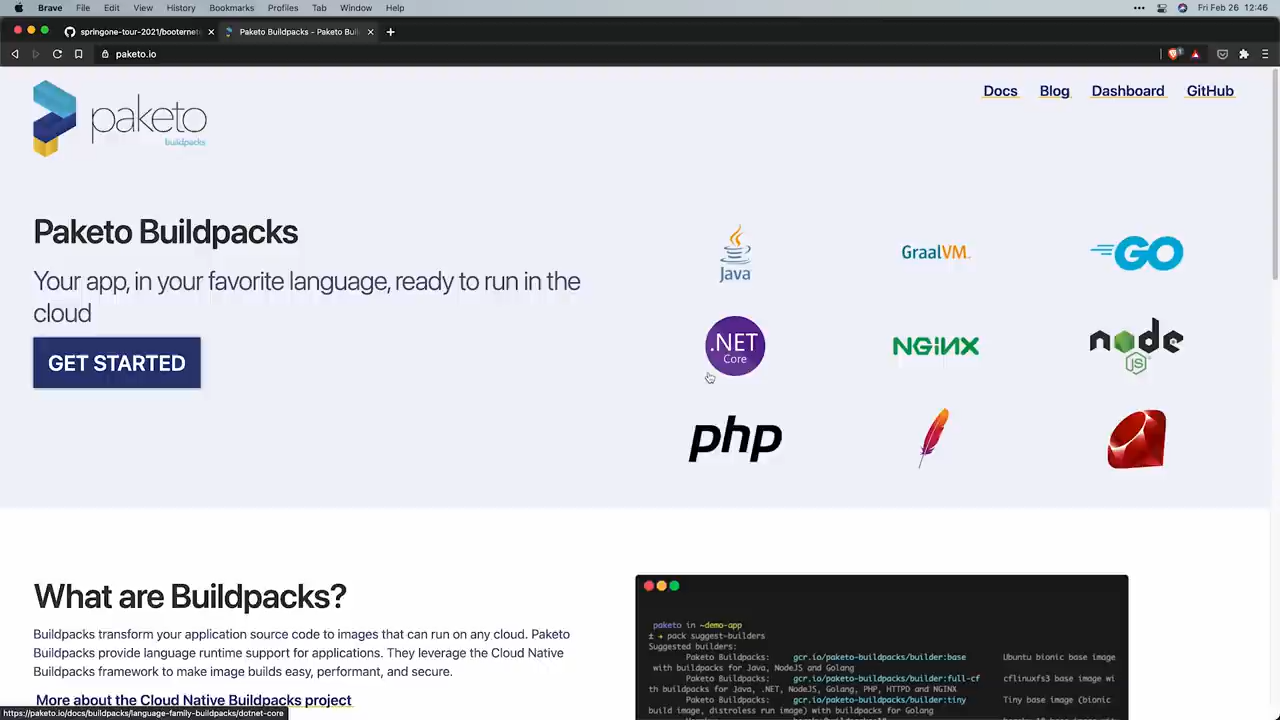 Brave File Edit View History Bookmarks Profiles Tab Window Help
Fri Feb 26 12:46
springone-tour-2021/booternet
Paketo Buildpacks - Paketo Buil
paketo.io
paketo
buildpacks
Docs Blog Dashboard GitHub
Paketo Buildpacks
Your app, in your favorite language, ready to run in the
cloud
GET STARTED
Java
GraalVM.
GO
.NET
Core
NGINX
node
JS
php
What are Buildpacks?
Buildpacks transform your application source code to images that can run on any cloud. Paketo
Buildpacks provide language runtime support for applications. They leverage the Cloud Native
Buildpacks framework to make image builds easy, performant, and secure.
More about the Cloud Native Buildpacks project
https://paketo.io/docs/buildpacks/language-family-buildpacks/dotnet-core
paketo in ~demo-app
± → pack suggest-builders
Suggested builders:
Paketo Buildpacks: gcr.io/paketo-buildpacks/builder:base Ubuntu bionic base image
with buildpacks for Java, NodeJS and Golang
Paketo Buildpacks: gcr.io/paketo-buildpacks/builder:full-cf cflinuxfs3 base image wi
th buildpacks for Java, .NET, NodeJS, Golang, PHP, HTTPD and NGINX
Paketo Buildpacks: gcr.io/paketo-buildpacks/builder:tiny Tiny base image (bionic
build image, distroless run image) with buildpacks for Golang